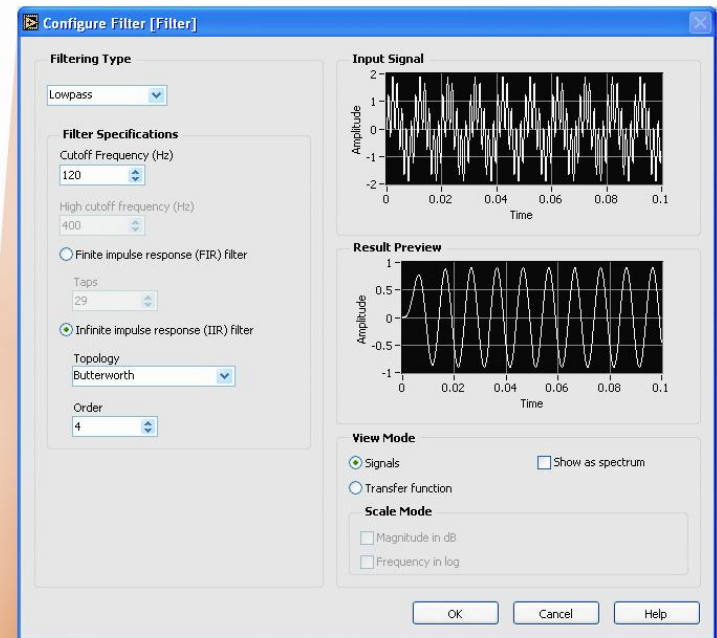 Configure Filter [Filter]
Filtering Type
Lowpass
Filter Specifications
Cutoff Frequency (Hz)
120
High cutoff frequency (Hz)
400
Finite impulse response (FIR) filter
Taps
29
Infinite impulse response (IIR) filter
Topology
Butterworth
Order
4
Input Signal
Amplitude
2
1
0
-1
-2
0 0.02 0.04 0.06 0.08 0.1
Time
Result Preview
Amplitude
1
0.5
0
-0.5
-1
0 0.02 0.04 0.06 0.08 0.1
Time
View Mode
Signals
Show as spectrum
Transfer function
Scale Mode
Magnitude in dB
Frequency in log
OK Cancel Help